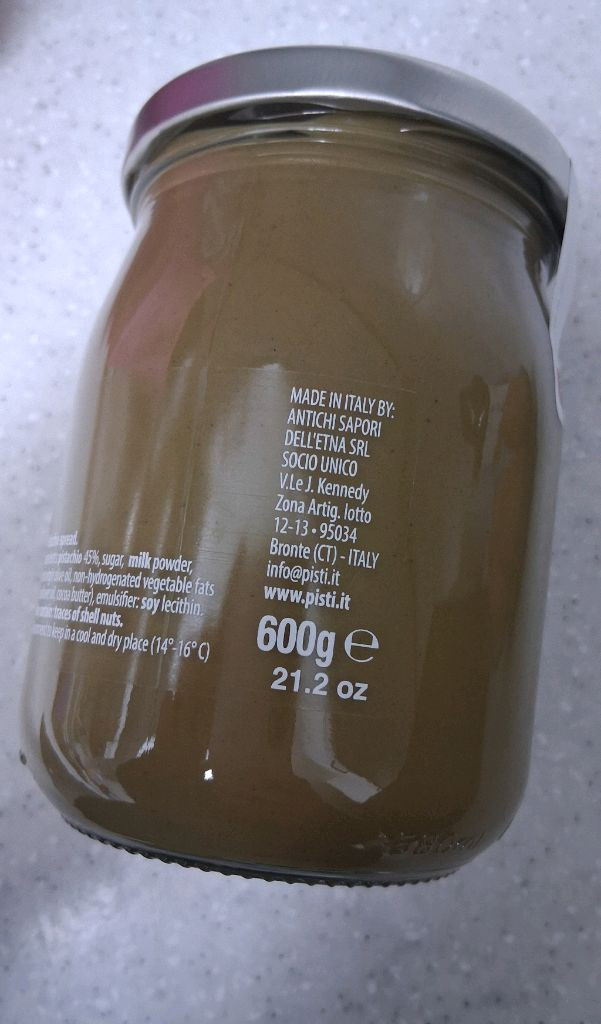 spread.
pistachio 45%, sugar, milk powder,
oil, non-hydrogenated vegetable fats
cocoa butter), emulsifier: soy lecithin.
traces of shell nuts.
to keep in a cool and dry place (14°-16° C)
MADE IN ITALY BY:
ANTICHI SAPORI
DELL'ETNA SRL
SOCIO UNICO
V.Le J. Kennedy
Zona Artig. lotto
12-13 • 95034
Bronte (CT) - ITALY
info@pisti.it
www.pisti.it
600g ℮
21.2 oz